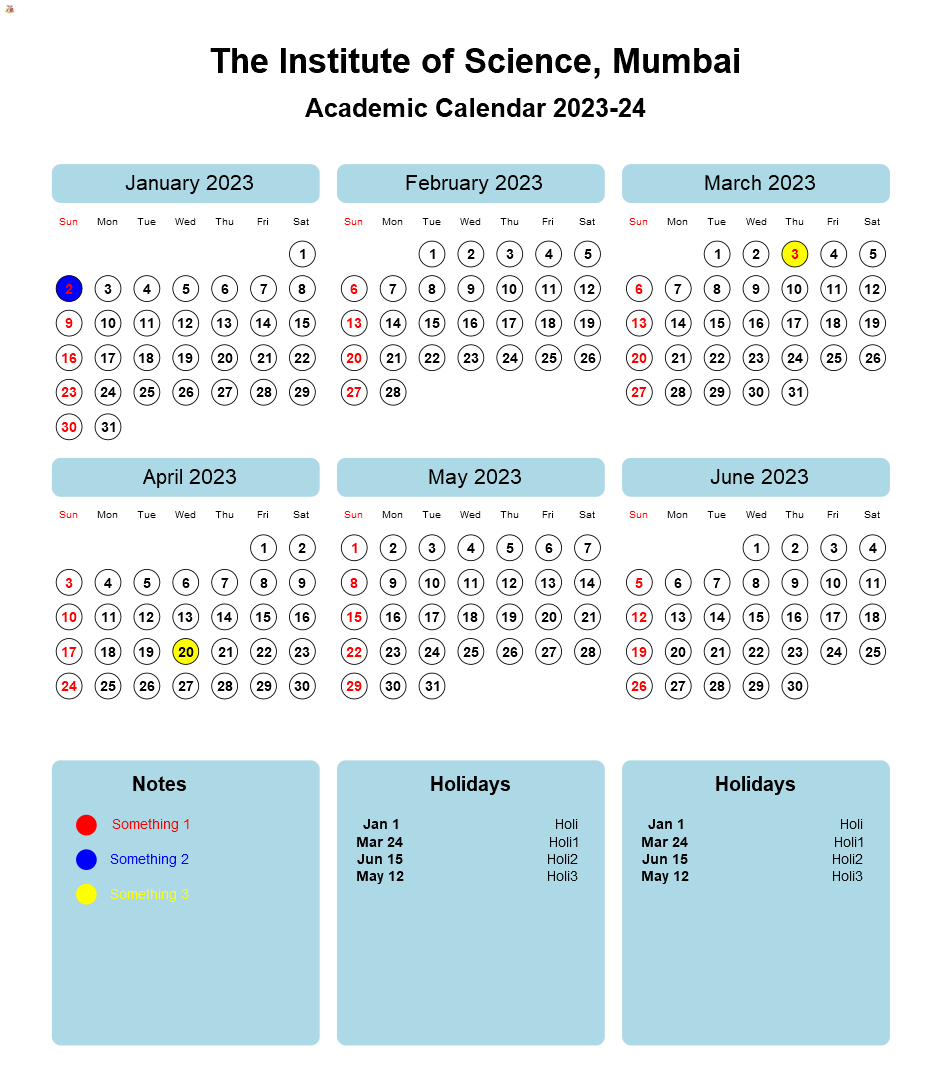 The Institute of Science, Mumbai
Academic Calendar 2023-24
January 2023 February 2023 March 2023
Sun Mon Tue Wed Thu Fri Sat Sun Mon Tue Wed Thu Fri Sat Sun Mon Tue Wed Thu Fri Sat
1 1 2 3 4 5 1 2 3 4 5
2 3 4 5 6 7 8 6 7 8 9 10 11 12 6 7 8 9 10 11 12
9 10 11 12 13 14 15 13 14 15 16 17 18 19 13 14 15 16 17 18 19
16 17 18 19 20 21 22 20 21 22 23 24 25 26 20 21 22 23 24 25 26
23 24 25 26 27 28 29 27 28 27 28 29 30 31
30 31
April 2023 May 2023 June 2023
Sun Mon Tue Wed Thu Fri Sat Sun Mon Tue Wed Thu Fri Sat Sun Mon Tue Wed Thu Fri Sat
1 2 1 2 3 4 5 6 7 1 2 3 4
3 4 5 6 7 8 9 8 9 10 11 12 13 14 5 6 7 8 9 10 11
10 11 12 13 14 15 16 15 16 17 18 19 20 21 12 13 14 15 16 17 18
17 18 19 20 21 22 23 22 23 24 25 26 27 28 19 20 21 22 23 24 25
24 25 26 27 28 29 30 29 30 31 26 27 28 29 30
Notes
Something 1
Something 2
Something 3
Holidays
Jan 1 Holi
Mar 24 Holi1
Jun 15 Holi2
May 12 Holi3
Holidays
Jan 1 Holi
Mar 24 Holi1
Jun 15 Holi2
May 12 Holi3